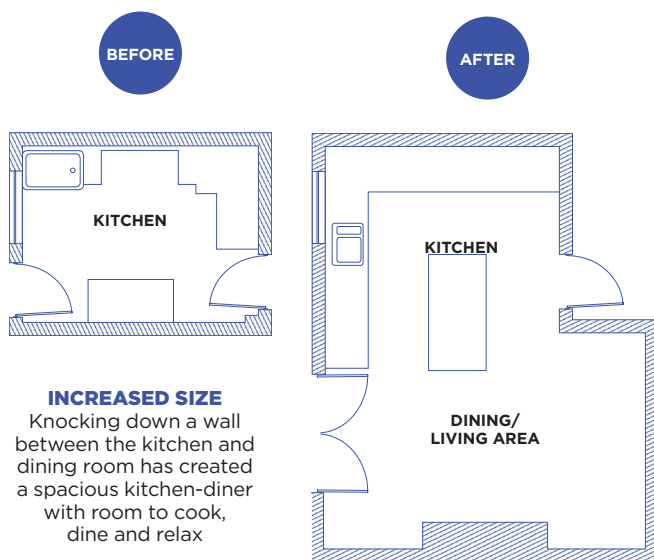 BEFORE
AFTER
KITCHEN
KITCHEN
INCREASED SIZE
Knocking down a wall
between the kitchen and
dining room has created
a spacious kitchen-diner
with room to cook,
dine and relax
DINING/
LIVING AREA